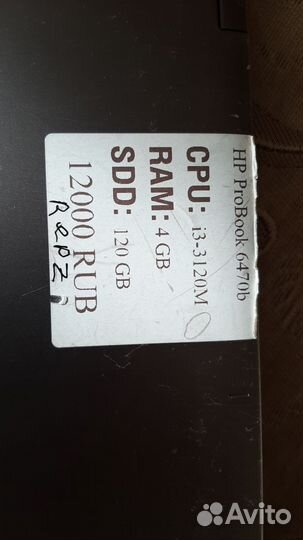 HP ProBook 6470b
CPU: i3-3120M
RAM: 4 GB
SDD: 120 GB
12000 RUB
Avito